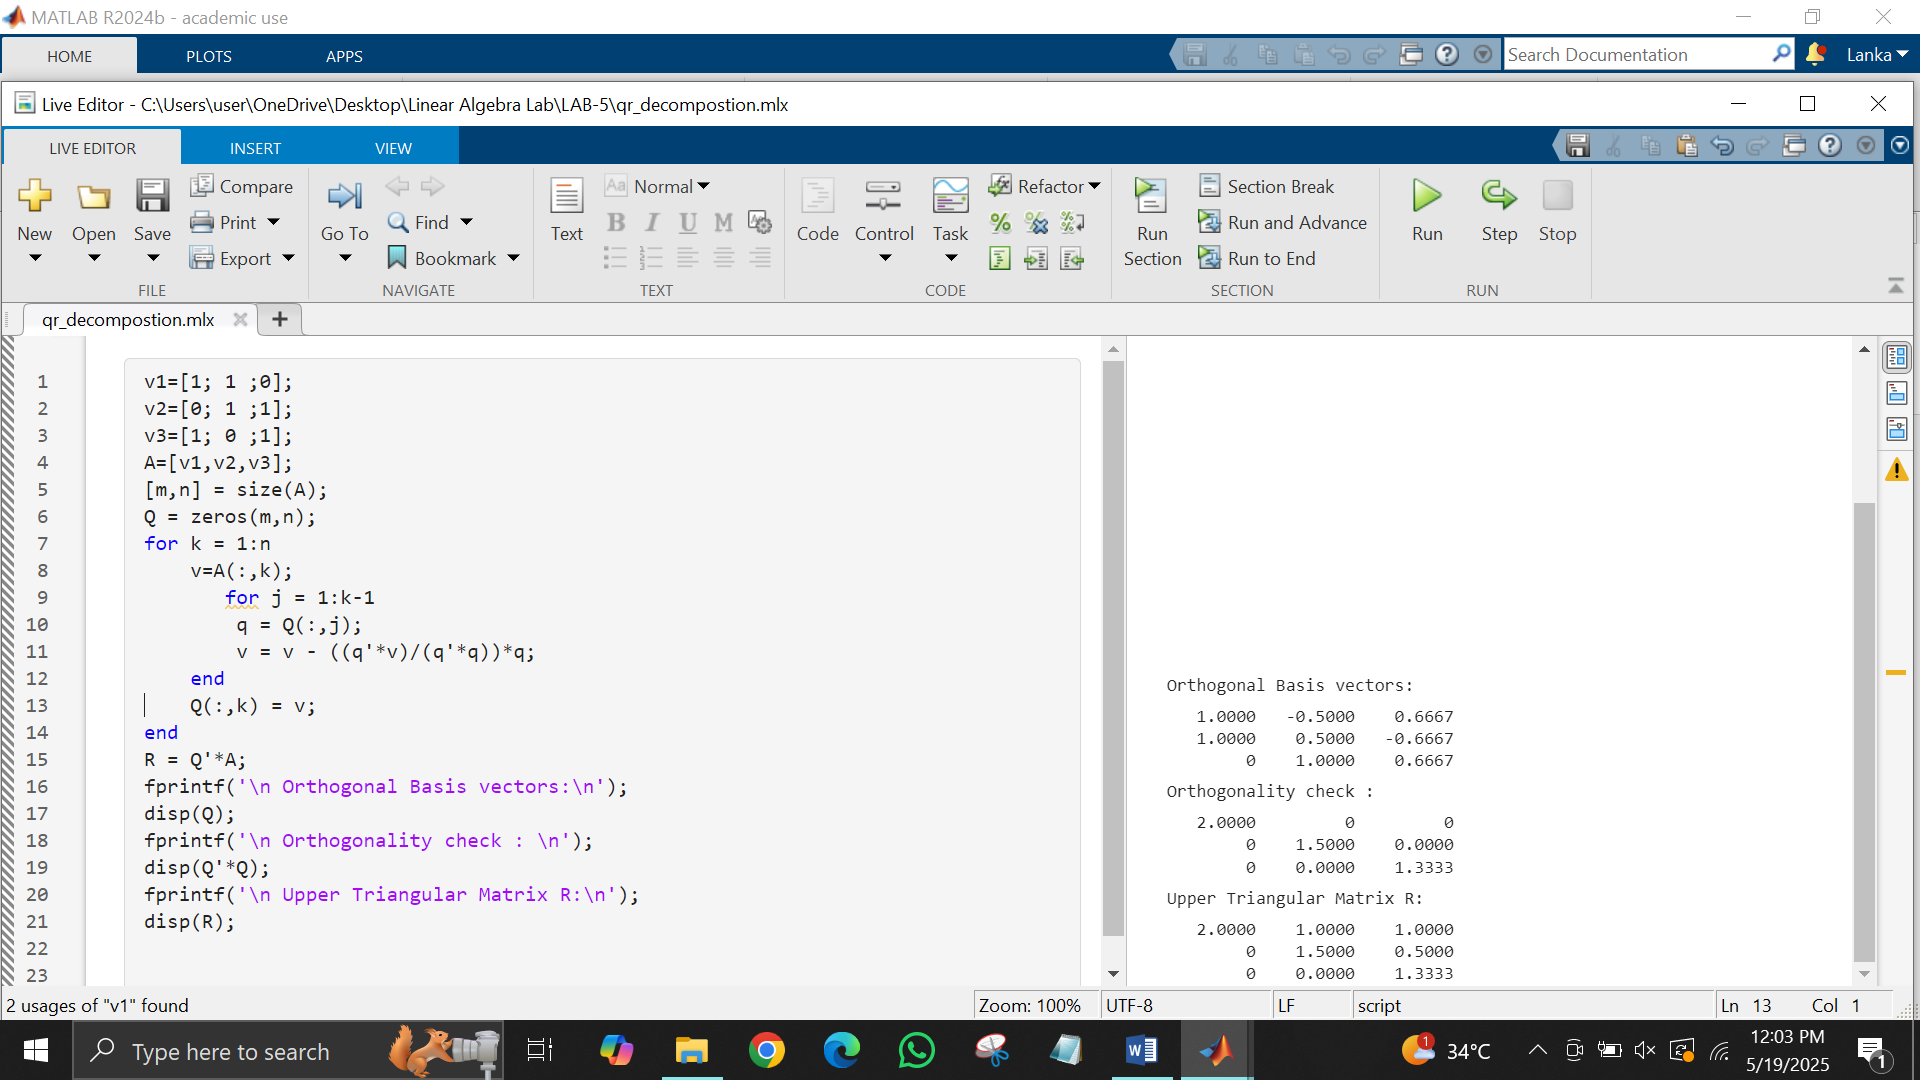 MATLAB R2024b - academic use
HOME PLOTS APPS Search Documentation Lanka
Live Editor - C:\Users\user\OneDrive\Desktop\Linear Algebra Lab\LAB-5\qr_decompostion.mlx
LIVE EDITOR INSERT VIEW
New Open Save Compare Print Export
FILE
Go To Find Bookmark
NAVIGATE
Text Aa Normal B I U M
TEXT
Code Control Task Refactor
CODE
Run Section Section Break Run and Advance Run to End
SECTION
Run Step Stop
RUN
qr_decompostion.mlx
1 v1=[1; 1 ;0];
2 v2=[0; 1 ;1];
3 v3=[1; 0 ;1];
4 A=[v1,v2,v3];
5 [m,n] = size(A);
6 Q = zeros(m,n);
7 for k = 1:n
8 v=A(:,k);
9 for j = 1:k-1
10 q = Q(:,j);
11 v = v - ((q'*v)/(q'*q))*q;
12 end
13 Q(:,k) = v;
14 end
15 R = Q'*A;
16 fprintf('\n Orthogonal Basis vectors:\n');
17 disp(Q);
18 fprintf('\n Orthogonality check : \n');
19 disp(Q'*Q);
20 fprintf('\n Upper Triangular Matrix R:\n');
21 disp(R);
22
23
Orthogonal Basis vectors:
1.0000 -0.5000 0.6667
1.0000 0.5000 -0.6667
0 1.0000 0.6667
Orthogonality check :
2.0000 0 0
0 1.5000 0.0000
0 0.0000 1.3333
Upper Triangular Matrix R:
2.0000 1.0000 1.0000
0 1.5000 0.5000
0 0.0000 1.3333
2 usages of "v1" found Zoom: 100% UTF-8 LF script Ln 13 Col 1
Type here to search 1 34°C 12:03 PM
5/19/2025 1